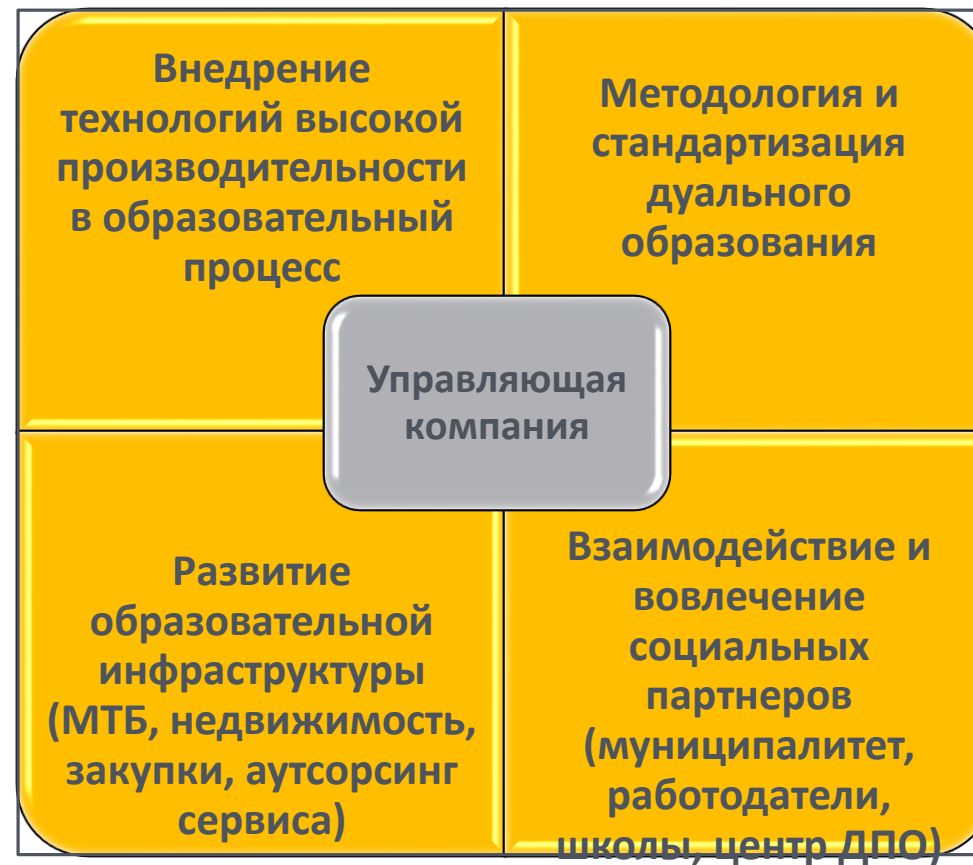 Внедрение
технологий высокой
производительности
в образовательный
процесс
Методология и
стандартизация
дуального
образования
Управляющая
компания
Развитие
образовательной
инфраструктуры
(МТБ, недвижимость,
закупки, аутсорсинг
сервиса)
Взаимодействие и
вовлечение
социальных
партнеров
(муниципалитет,
работодатели,
школы, центр ДПО)